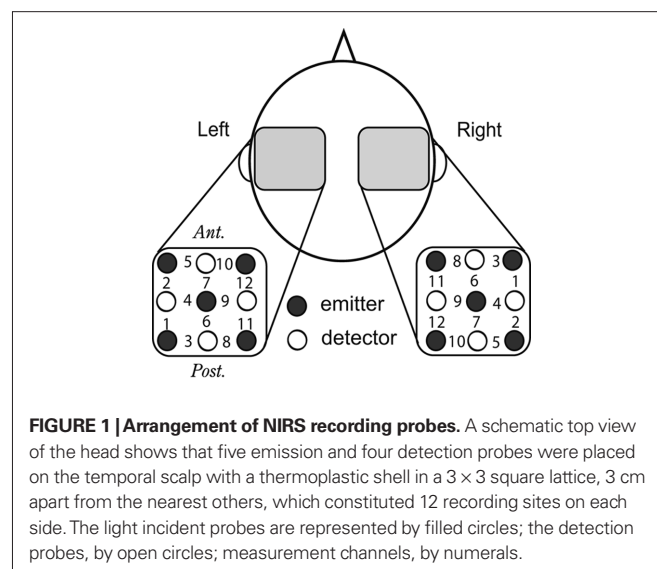 Left Right
Ant.
5 10 8 3
2 7 12 11 6 1
4 9 emitter 9 4
1 6 11 detector 12 7 2
3 8 10 5
Post.
FIGURE 1 | Arrangement of NIRS recording probes. A schematic top view
of the head shows that five emission and four detection probes were placed
on the temporal scalp with a thermoplastic shell in a 3 × 3 square lattice, 3 cm
apart from the nearest others, which constituted 12 recording sites on each
side. The light incident probes are represented by filled circles; the detection
probes, by open circles; measurement channels, by numerals.